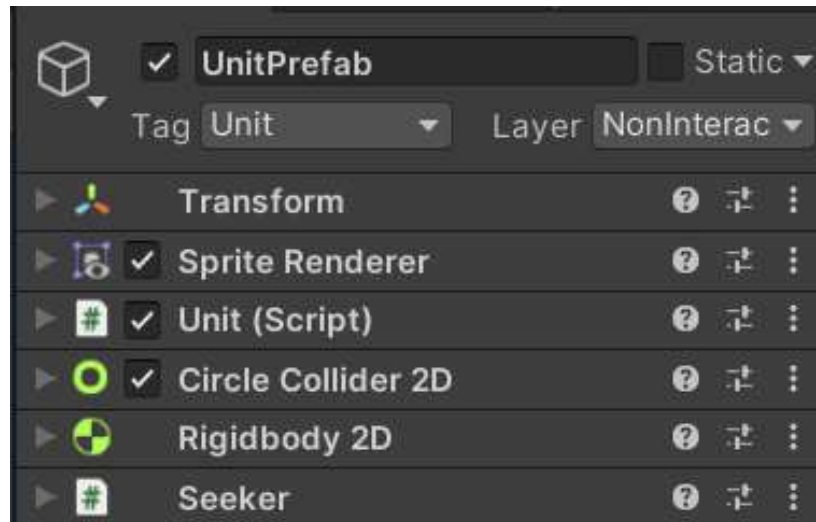 UnitPrefab Static
Tag Unit Layer NonInterac
Transform
Sprite Renderer
# Unit (Script)
Circle Collider 2D
Rigidbody 2D
# Seeker